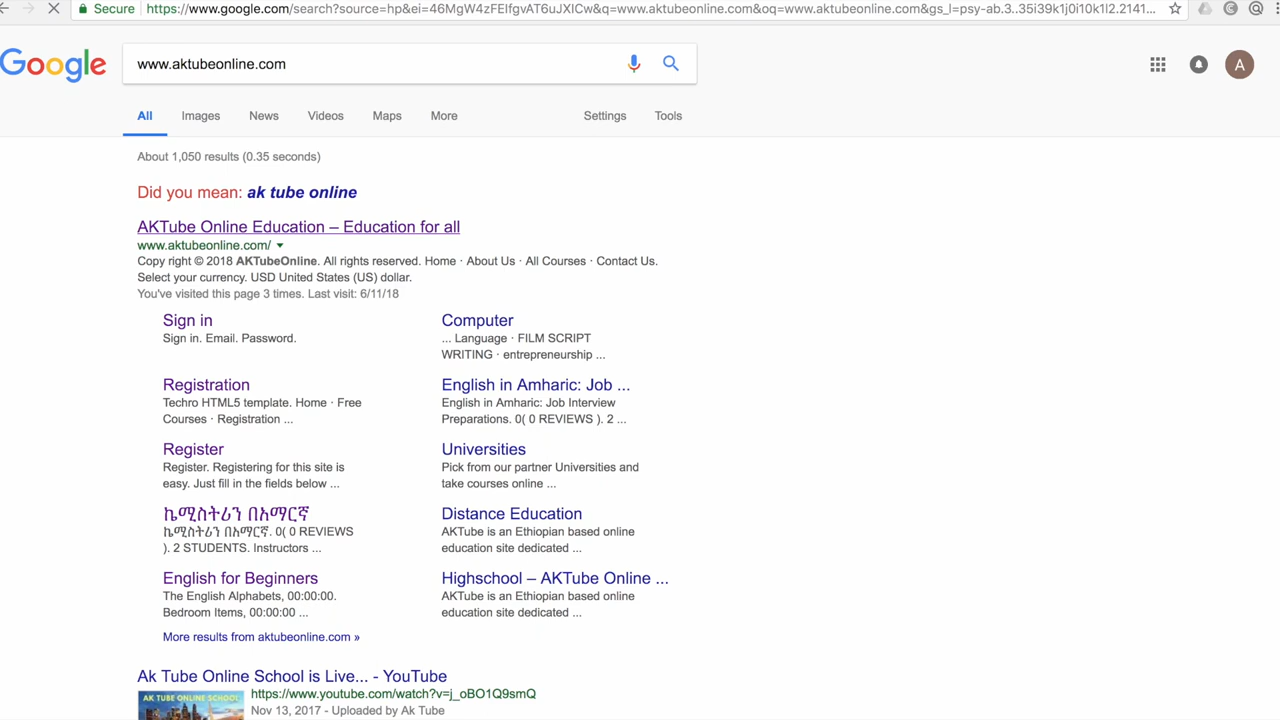 Secure https://www.google.com/search?source=hp&ei=46MgW4zFEIfgvAT6uJXICw&q=www.aktubeonline.com&oq=www.aktubeonline.com&gs_l=psy-ab.3..35i39k1j0i10k1l2.2141...
Google www.aktubeonline.com A
All Images News Videos Maps More Settings Tools
About 1,050 results (0.35 seconds)
Did you mean: ak tube online
AKTube Online Education – Education for all
www.aktubeonline.com/
Copy right © 2018 AKTubeOnline. All rights reserved. Home · About Us · All Courses · Contact Us.
Select your currency. USD United States (US) dollar.
You've visited this page 3 times. Last visit: 6/11/18
Sign in
Sign in. Email. Password.
Computer
... Language · FILM SCRIPT
WRITING · entrepreneurship ...
Registration
Techro HTML5 template. Home · Free
Courses · Registration ...
English in Amharic: Job ...
English in Amharic: Job Interview
Preparations. 0( 0 REVIEWS ). 2 ...
Register
Register. Registering for this site is
easy. Just fill in the fields below ...
Universities
Pick from our partner Universities and
take courses online ...
ኬሚስትሪን በአማርኛ
ኬሚስትሪን በአማርኛ. 0( 0 REVIEWS
). 2 STUDENTS. Instructors ...
Distance Education
AKTube is an Ethiopian based online
education site dedicated ...
English for Beginners
The English Alphabets, 00:00:00.
Bedroom Items, 00:00:00 ...
Highschool – AKTube Online ...
AKTube is an Ethiopian based online
education site dedicated ...
More results from aktubeonline.com »
Ak Tube Online School is Live... - YouTube
AK TUBE ONLINE SCHOOL
https://www.youtube.com/watch?v=j_oBO1Q9smQ
Nov 13, 2017 - Uploaded by Ak Tube